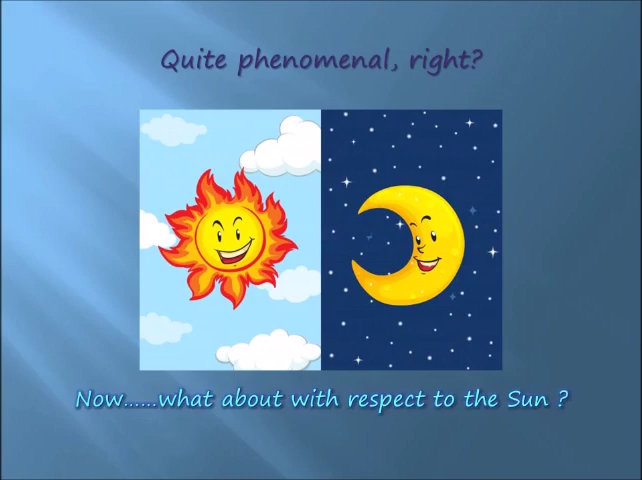 Quite phenomenal, right?
Now......what about with respect to the Sun ?